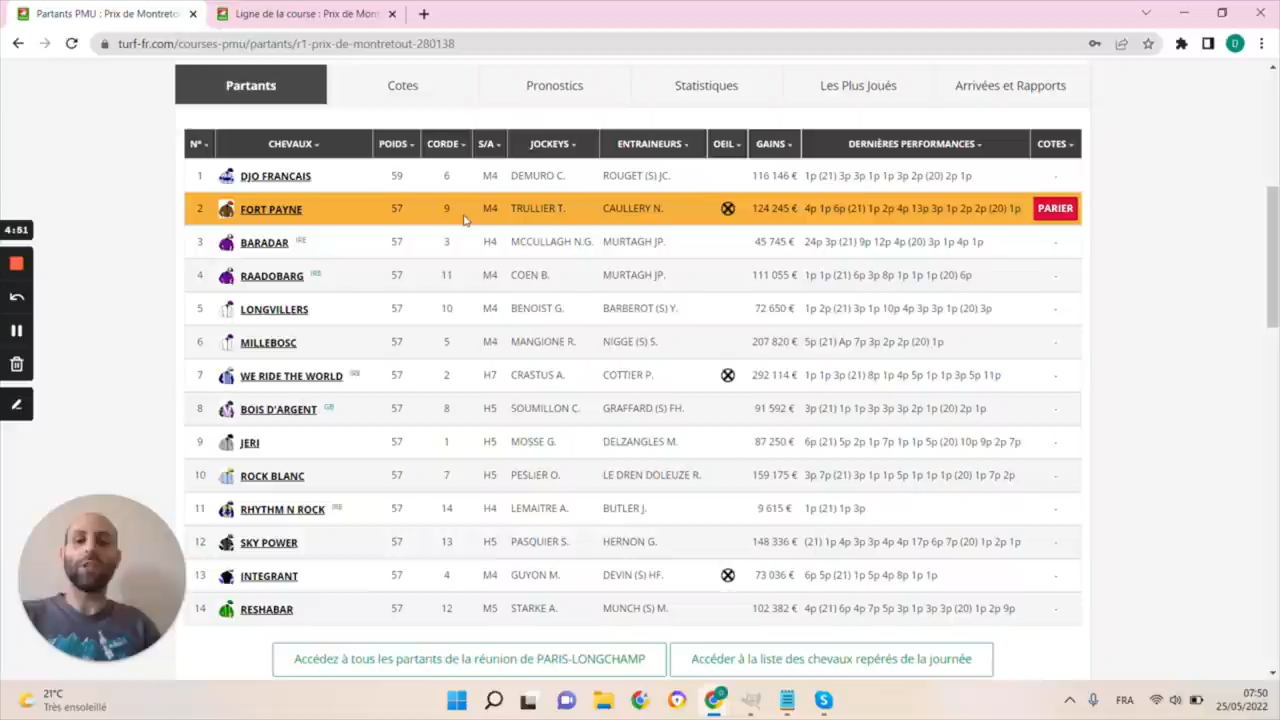 Partants PMU : Prix de Montreto
Ligne de la course : Prix de Mon
turf-fr.com/courses-pmu/partants/r1-prix-de-montretout-280138
D
Partants Cotes Pronostics Statistiques Les Plus Joués Arrivées et Rapports
N° CHEVAUX POIDS CORDE S/A JOCKEYS ENTRAINEURS OEIL GAINS DERNIÈRES PERFORMANCES COTES
1 DJO FRANCAIS 59 6 M4 DEMURO C. ROUGET (S) JC. 116 146 € 1p (21) 3p 3p 1p 1p 3p 2p (20) 2p 1p -
2 FORT PAYNE 57 9 M4 TRULLIER T. CAULLERY N. 124 245 € 4p 1p 6p (21) 1p 2p 4p 13p 3p 1p 2p 2p (20) 1p PARIER
4:51
3 BARADAR IRE 57 3 H4 MCCULLAGH N.G. MURTAGH JP. 45 745 € 24p 3p (21) 9p 12p 4p (20) 3p 1p 4p 1p -
4 RAADOBARG IRE 57 11 M4 COEN B. MURTAGH JP. 111 055 € 1p 1p (21) 6p 3p 8p 1p 1p 1p (20) 6p -
5 LONGVILLERS 57 10 M4 BENOIST G. BARBEROT (S) Y. 72 650 € 1p 2p (21) 3p 1p 10p 4p 3p 3p 1p (20) 3p -
6 MILLEBOSC 57 5 M4 MANGIONE R. NIGGE (S) S. 207 820 € 5p (21) Ap 7p 3p 2p 2p (20) 1p -
7 WE RIDE THE WORLD IRE 57 2 H7 CRASTUS A. COTTIER P. 292 114 € 1p 1p 3p (21) 8p 1p 4p 5p 1p 1p 3p 5p 11p -
8 BOIS D'ARGENT GB 57 8 H5 SOUMILLON C. GRAFFARD (S) FH. 91 592 € 3p (21) 1p 1p 3p 3p 3p 2p 1p (20) 2p 1p -
9 JERI 57 1 H5 MOSSE G. DELZANGLES M. 87 250 € 6p (21) 5p 2p 1p 7p 1p 1p 5p (20) 10p 9p 2p 7p -
10 ROCK BLANC 57 7 H5 PESLIER O. LE DREN DOLEUZE R. 159 175 € 3p 7p (21) 3p 1p 1p 5p 1p 1p 1p (20) 1p 7p 2p -
11 RHYTHM N ROCK IRE 57 14 H4 LEMAITRE A. BUTLER J. 9 615 € 1p (21) 1p 3p -
12 SKY POWER 57 13 H5 PASQUIER S. HERNON G. 148 336 € (21) 1p 4p 3p 3p 4p 4p 17p 6p 7p (20) 1p 2p 1p -
13 INTEGRANT 57 4 M4 GUYON M. DEVIN (S) HF. 73 036 € 6p 5p (21) 1p 5p 4p 8p 1p 1p -
14 RESHABAR 57 12 M5 STARKE A. MUNCH (S) M. 102 382 € 4p (21) 6p 4p 7p 5p 3p 1p 3p 3p (20) 1p 2p 9p -
Accédez à tous les partants de la réunion de PARIS-LONGCHAMP
Accéder à la liste des chevaux repérés de la journée
21°C
Très ensoleillé
FRA
07:50
25/05/2022